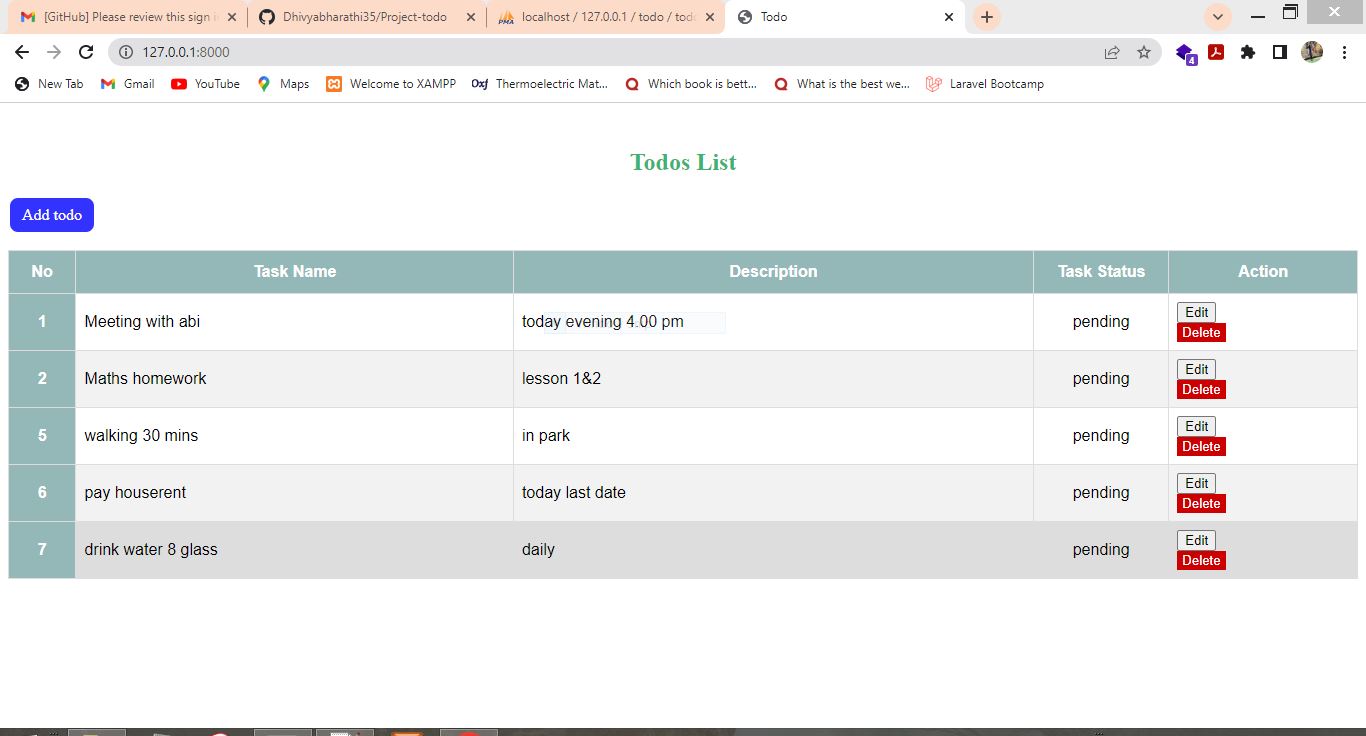 [GitHub] Please review this sign i
Dhivyabharathi35/Project-todo
localhost / 127.0.0.1 / todo / todo
Todo
127.0.0.1:8000
New Tab
Gmail
YouTube
Maps
Welcome to XAMPP
Oxf Thermoelectric Mat...
Which book is bett...
What is the best we...
Laravel Bootcamp
4
Todos List
Add todo
No Task Name Description Task Status Action
1 Meeting with abi today evening 4.00 pm pending Edit
Delete
2 Maths homework lesson 1&2 pending Edit
Delete
5 walking 30 mins in park pending Edit
Delete
6 pay houserent today last date pending Edit
Delete
7 drink water 8 glass daily pending Edit
Delete